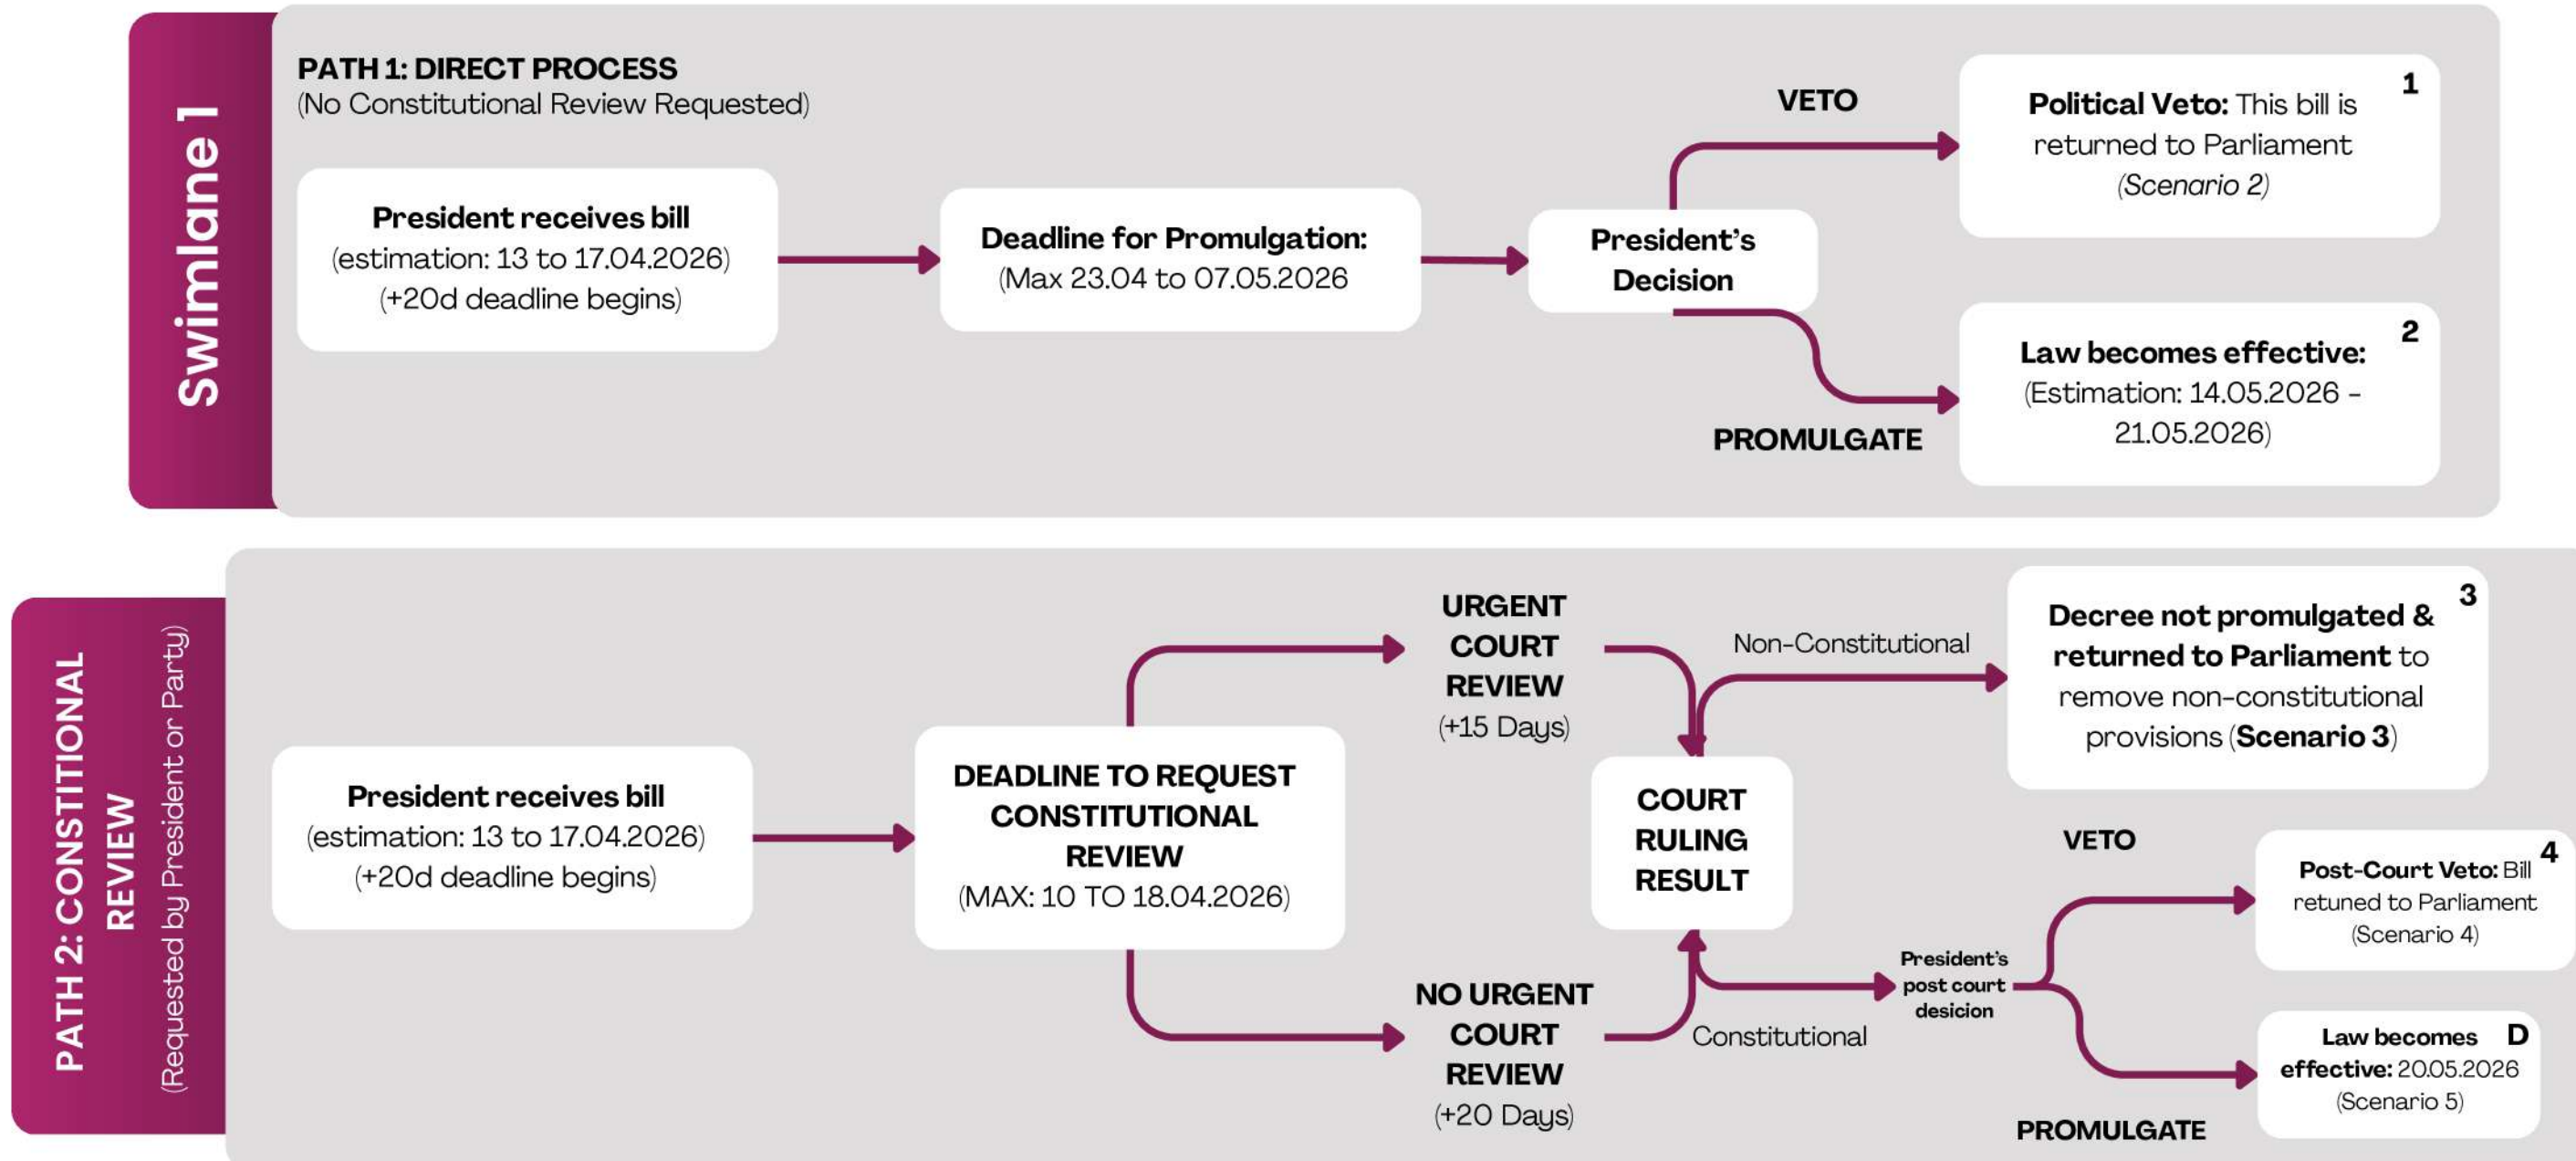 Swimlane 1
PATH 1: DIRECT PROCESS
(No Constitutional Review Requested)
President receives bill
(estimation: 13 to 17.04.2026)
(+20d deadline begins)
Deadline for Promulgation:
(Max 23.04 to 07.05.2026
President's
Decision
VETO
1
Political Veto: This bill is
returned to Parliament
(Scenario 2)
PROMULGATE
2
Law becomes effective:
(Estimation: 14.05.2026 -
21.05.2026)
PATH 2: CONSTITIONAL
REVIEW
(Requested by President or Party)
President receives bill
(estimation: 13 to 17.04.2026)
(+20d deadline begins)
DEADLINE TO REQUEST
CONSTITUTIONAL
REVIEW
(MAX: 10 TO 18.04.2026)
URGENT
COURT
REVIEW
(+15 Days)
NO URGENT
COURT
REVIEW
(+20 Days)
COURT
RULING
RESULT
Non-Constitutional
3
Decree not promulgated &
returned to Parliament to
remove non-constitutional
provisions (Scenario 3)
Constitutional
President's
post court
desicion
VETO
4
Post-Court Veto: Bill
retuned to Parliament
(Scenario 4)
PROMULGATE
D
Law becomes
effective: 20.05.2026
(Scenario 5)